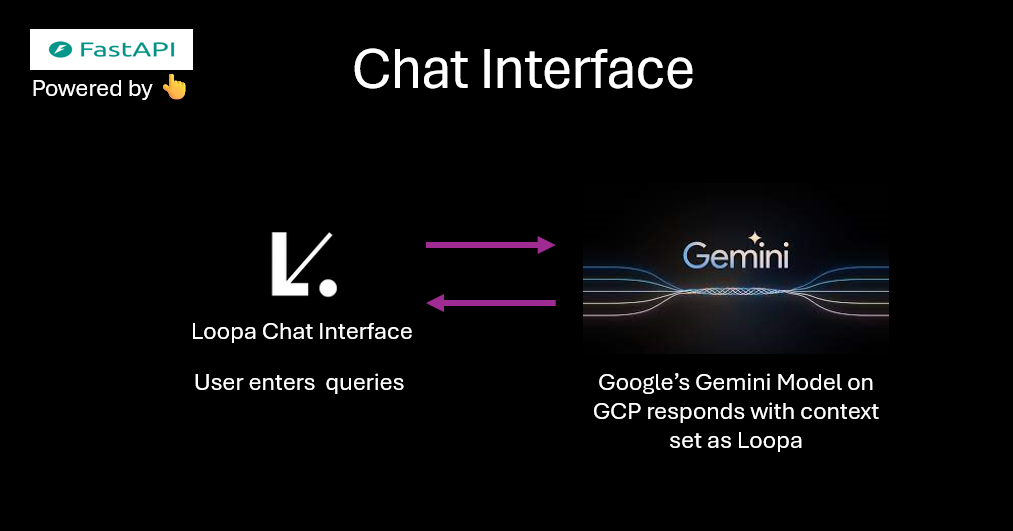 FastAPI
Powered by 👆
Chat Interface
Gemini
Loopa Chat Interface
User enters  queries
Google's Gemini Model on
GCP responds with context
set as Loopa